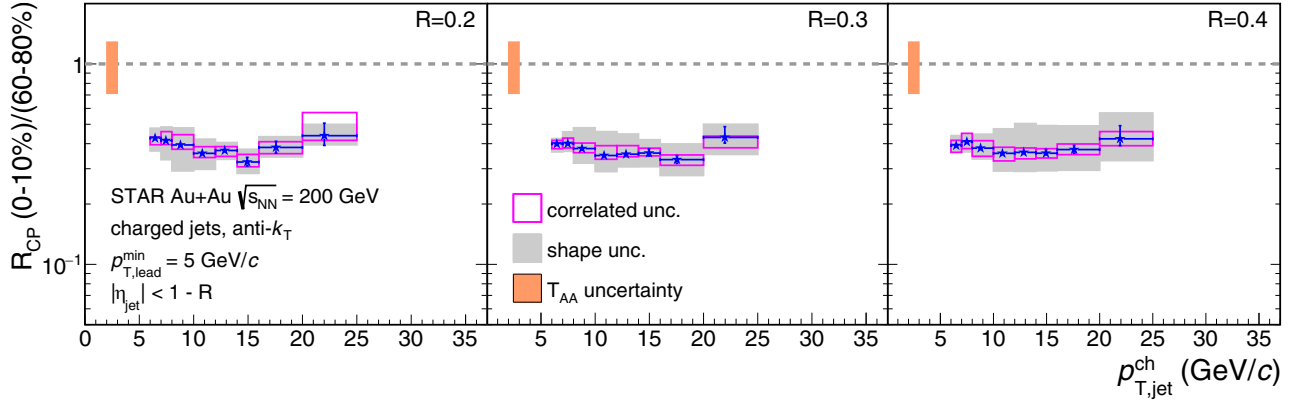 R=0.2
R=0.3
R=0.4
R_CP (0-10%)/(60-80%)
1
10⁻¹
STAR Au+Au √s_NN = 200 GeV
charged jets, anti-k_T
p_T,lead^min = 5 GeV/c
|η_jet| < 1 - R
correlated unc.
shape unc.
T_AA uncertainty
0 5 10 15 20 25 30 35
5 10 15 20 25 30 35
5 10 15 20 25 30 35
p_T,jet^ch (GeV/c)